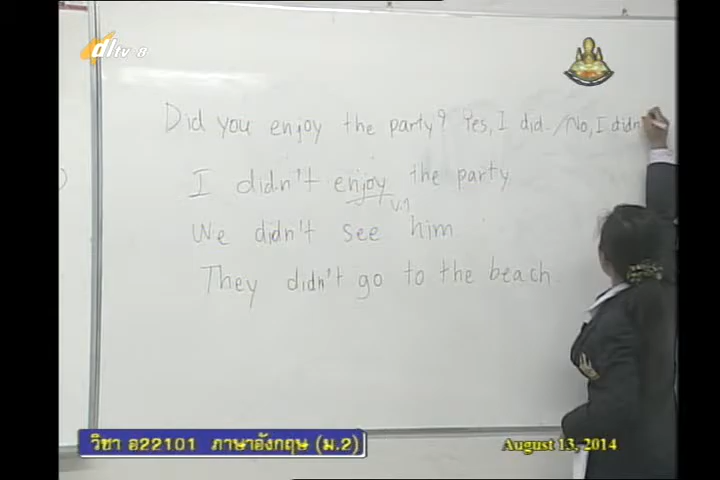 dltv-8
Did you enjoy the party? Yes, I did. / No, I didn
I didn't enjoy the party
V.1
We didn't see him
They didn't go to the beach
วิชา อ22101 ภาษาอังกฤษ (ม.2)
August 13, 2014